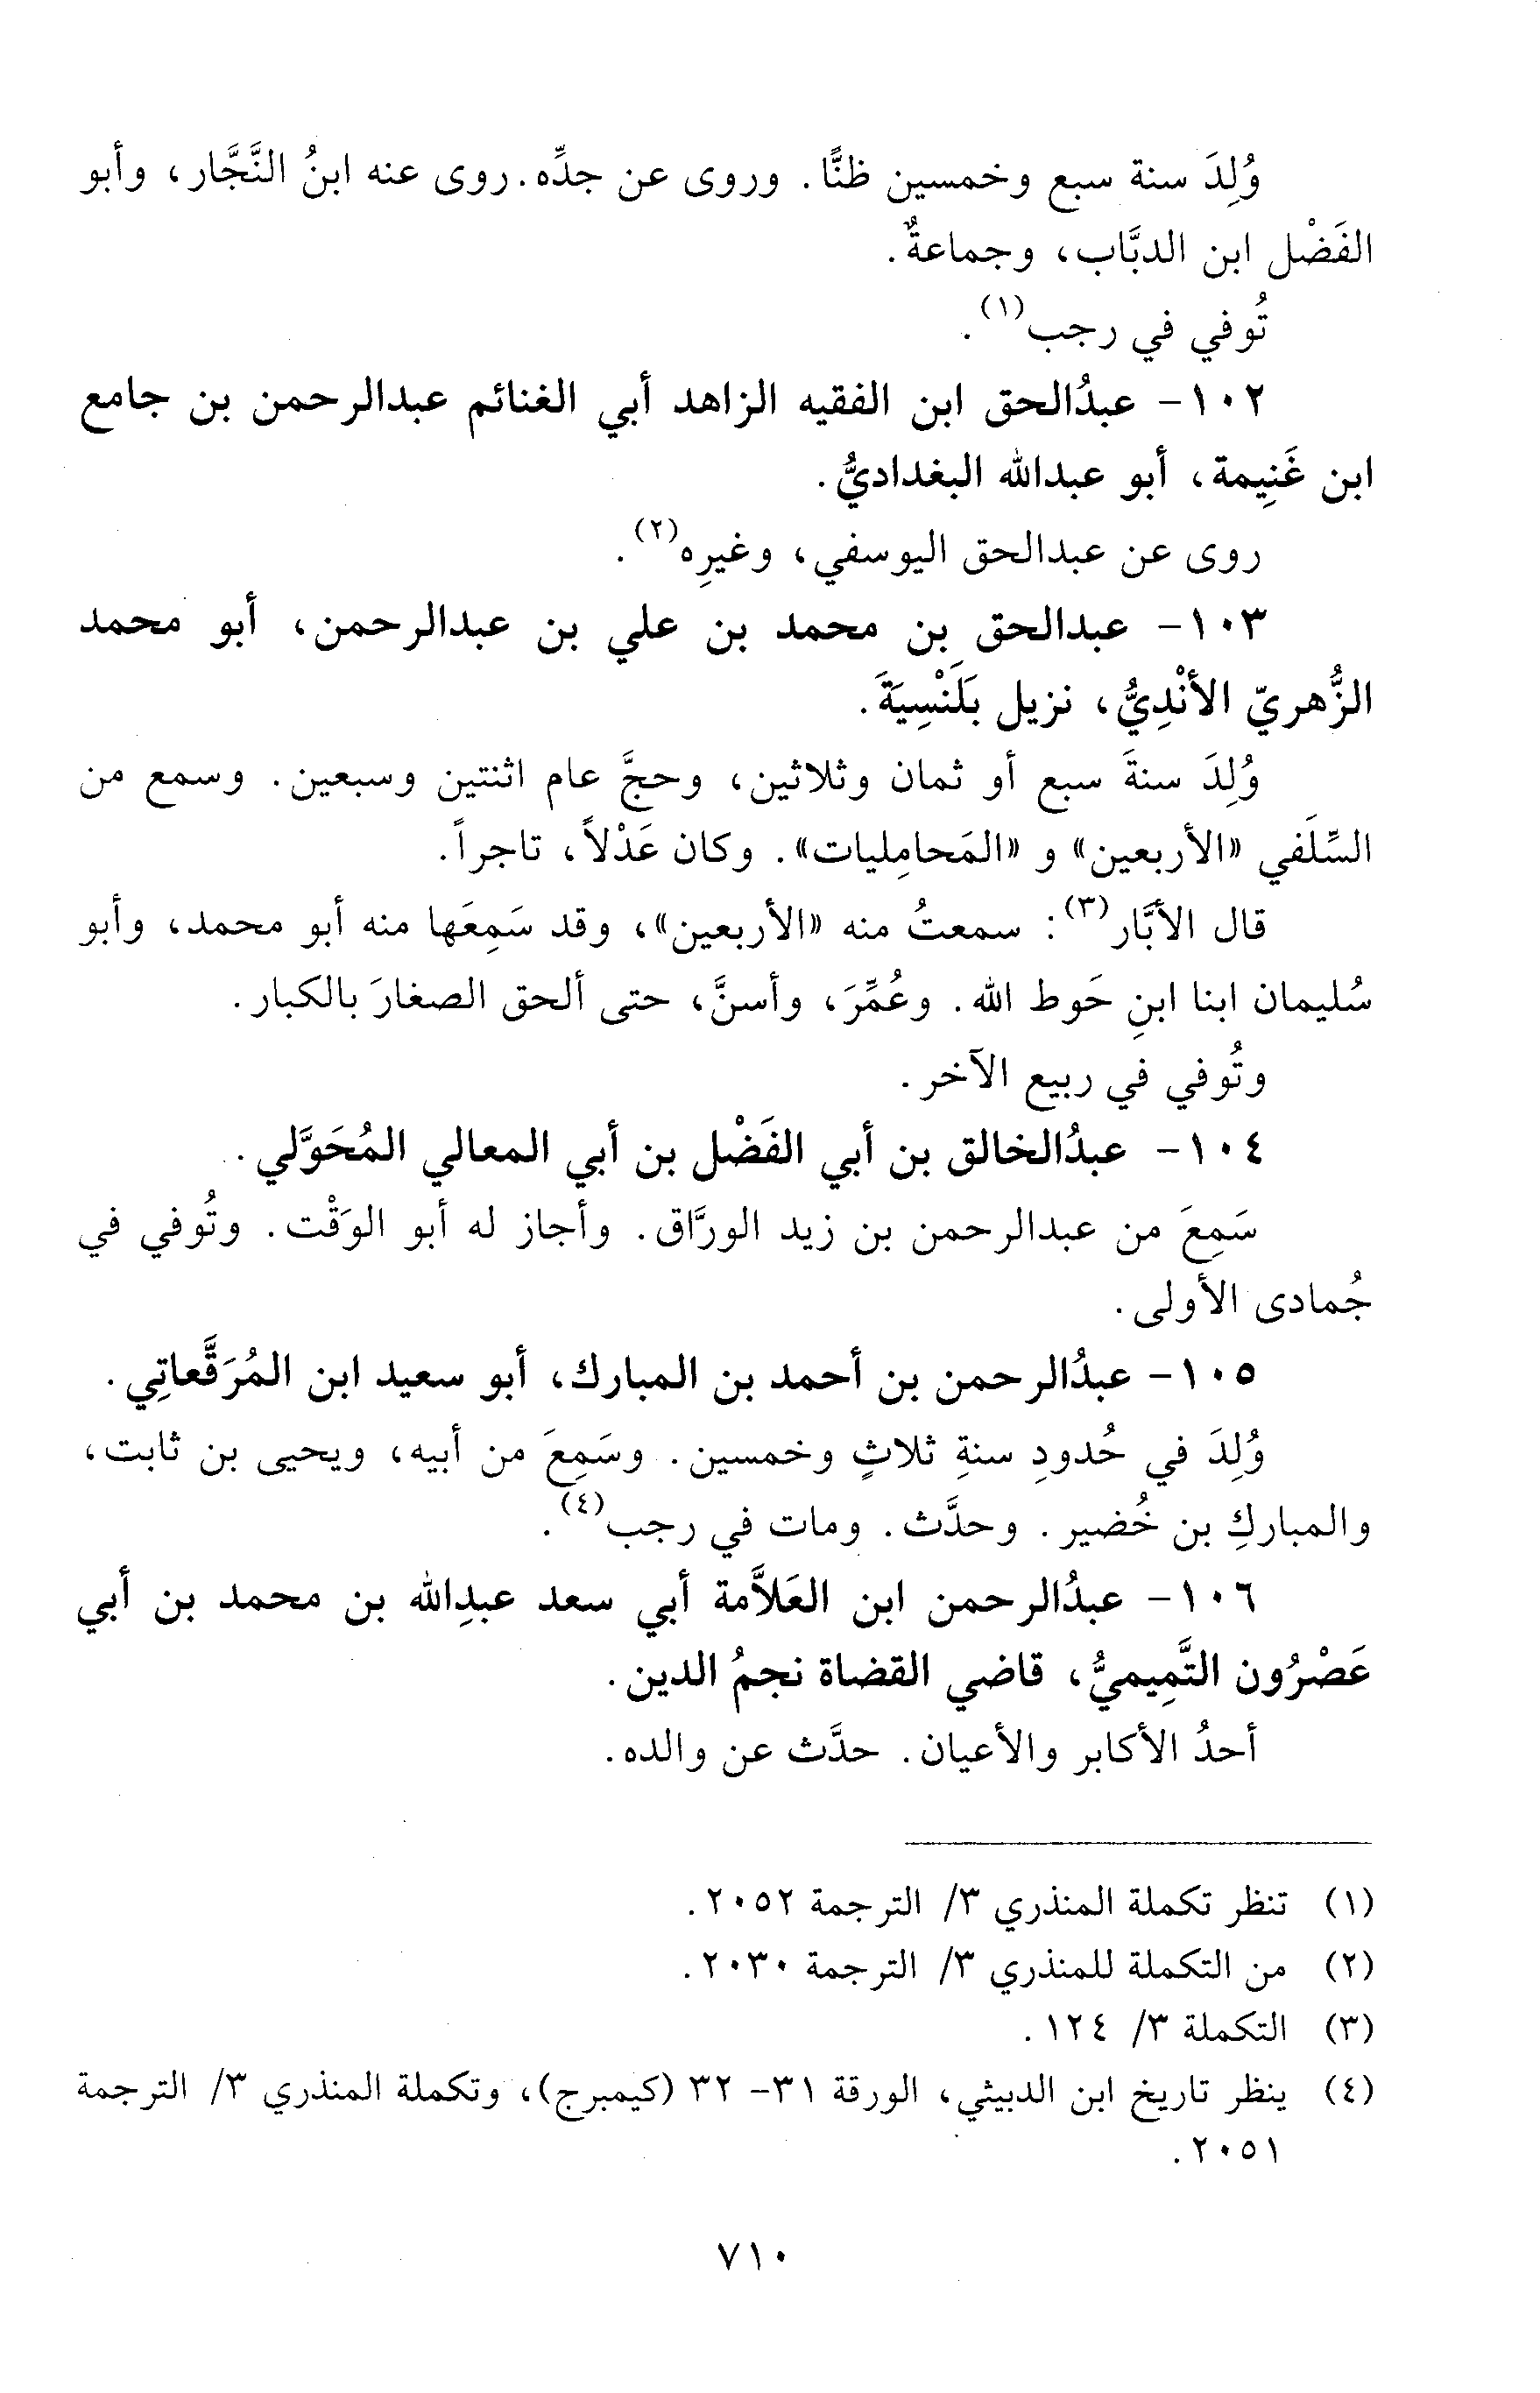 وُلِدَ سنة سبع وخمسين ظنًّا. وروى عن جدِّه. روى عنه ابنُ النَّجَّار، وأبو
الفَضْل ابن الدبَّاب، وجماعةٌ.
تُوفي في رجب(١).
١٠٢- عبدُالحق ابن الفقيه الزاهد أبي الغنائم عبدالرحمن بن جامع
ابن غَنِيمة، أبو عبدالله البغداديُّ.
روى عن عبدالحق اليوسفي، وغيرِه(٢).
١٠٣- عبدالحق بن محمد بن علي بن عبدالرحمن، أبو محمد
الزُّهريّ الأنْدِيُّ، نزيل بَلَنْسِيَةَ.
وُلِدَ سنةَ سبع أو ثمان وثلاثين، وحجَّ عام اثنتين وسبعين. وسمع من
السِّلَفي «الأربعين» و «المَحامِليات». وكان عَدْلاً، تاجراً.
قال الأبَّار(٣): سمعتُ منه «الأربعين»، وقد سَمِعَها منه أبو محمد، وأبو
سُليمان ابنا ابنِ حَوط الله. وعُمِّرَ، وأسنَّ، حتى ألحق الصغارَ بالكبار.
وتُوفي في ربيع الآخر.
١٠٤- عبدُالخالق بن أبي الفَضْل بن أبي المعالي المُحَوَّلي.
سَمِعَ من عبدالرحمن بن زيد الورَّاق. وأجاز له أبو الوَقْت. وتُوفي في
جُمادى الأولى.
١٠٥- عبدُالرحمن بن أحمد بن المبارك، أبو سعيد ابن المُرَقَّعاتِي.
وُلِدَ في حُدودِ سنةِ ثلاثٍ وخمسين. وسَمِعَ من أبيه، ويحيى بن ثابت،
والمباركِ بن خُضير. وحدَّث. ومات في رجب(٤).
١٠٦- عبدُالرحمن ابن العَلاَّمة أبي سعد عبدِالله بن محمد بن أبي
عَصْرُون التَّمِيميُّ، قاضي القضاة نجمُ الدين.
أحدُ الأكابر والأعيان. حدَّث عن والده.
(١) تنظر تكملة المنذري ٣/ الترجمة ٢٠٥٢.
(٢) من التكملة للمنذري ٣/ الترجمة ٢٠٣٠.
(٣) التكملة ٣/ ١٢٤.
(٤) ينظر تاريخ ابن الدبيثي، الورقة ٣١- ٣٢ (كيمبرج)، وتكملة المنذري ٣/ الترجمة
٢٠٥١.
٧١٠